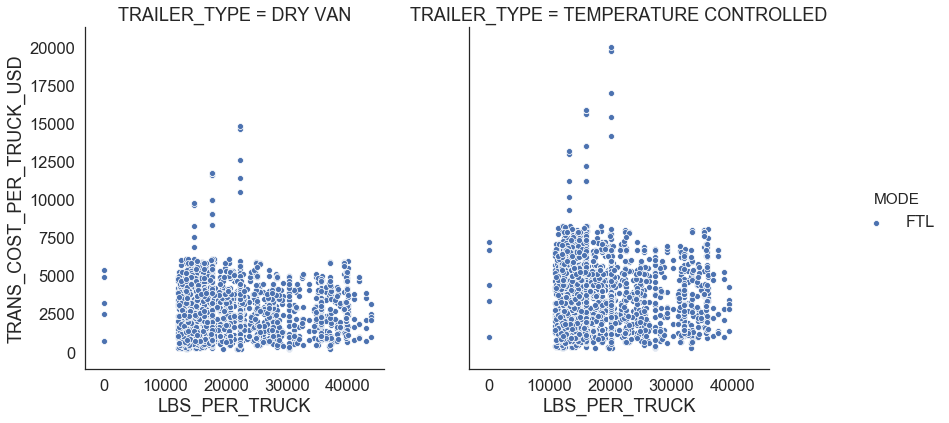 TRAILER_TYPE = DRY VAN
TRAILER_TYPE = TEMPERATURE CONTROLLED
TRANS_COST_PER_TRUCK_USD
20000
17500
15000
12500
10000
7500
5000
2500
0
0 10000 20000 30000 40000
LBS_PER_TRUCK
0 10000 20000 30000 40000
LBS_PER_TRUCK
MODE
FTL